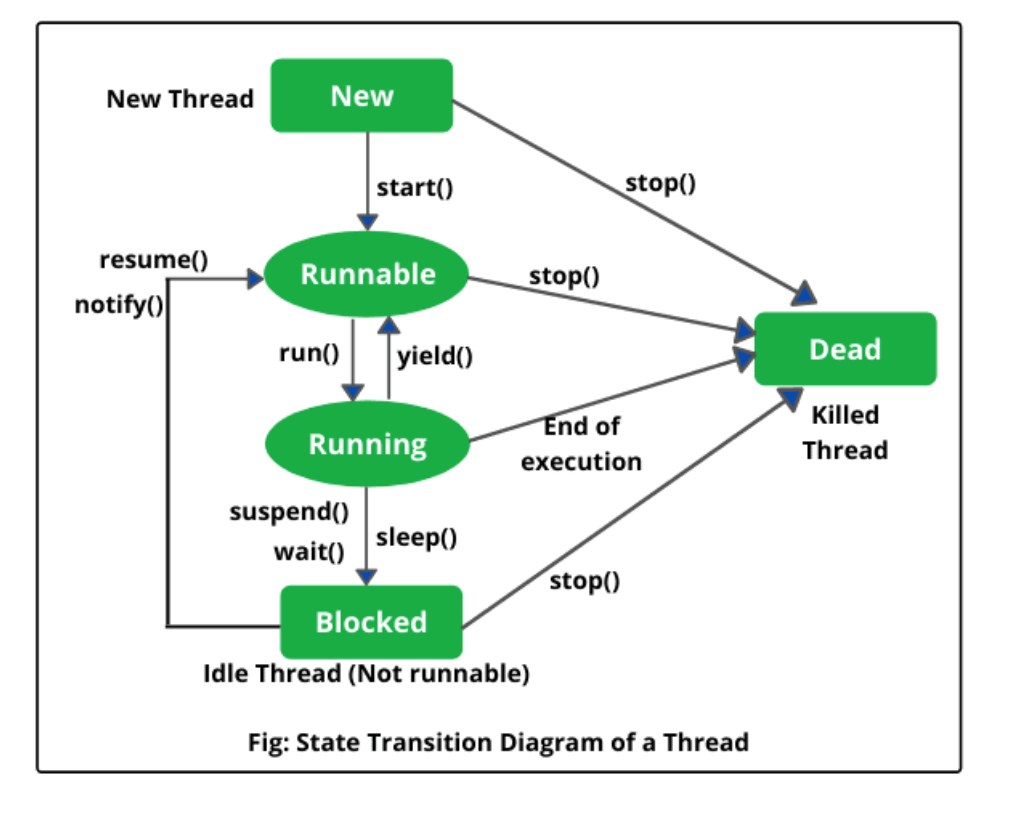 New Thread
New
start()
stop()
resume()
notify()
Runnable
stop()
run()
yield()
Dead
Killed
Thread
Running
End of
execution
suspend()
wait()
sleep()
stop()
Blocked
Idle Thread (Not runnable)
Fig: State Transition Diagram of a Thread